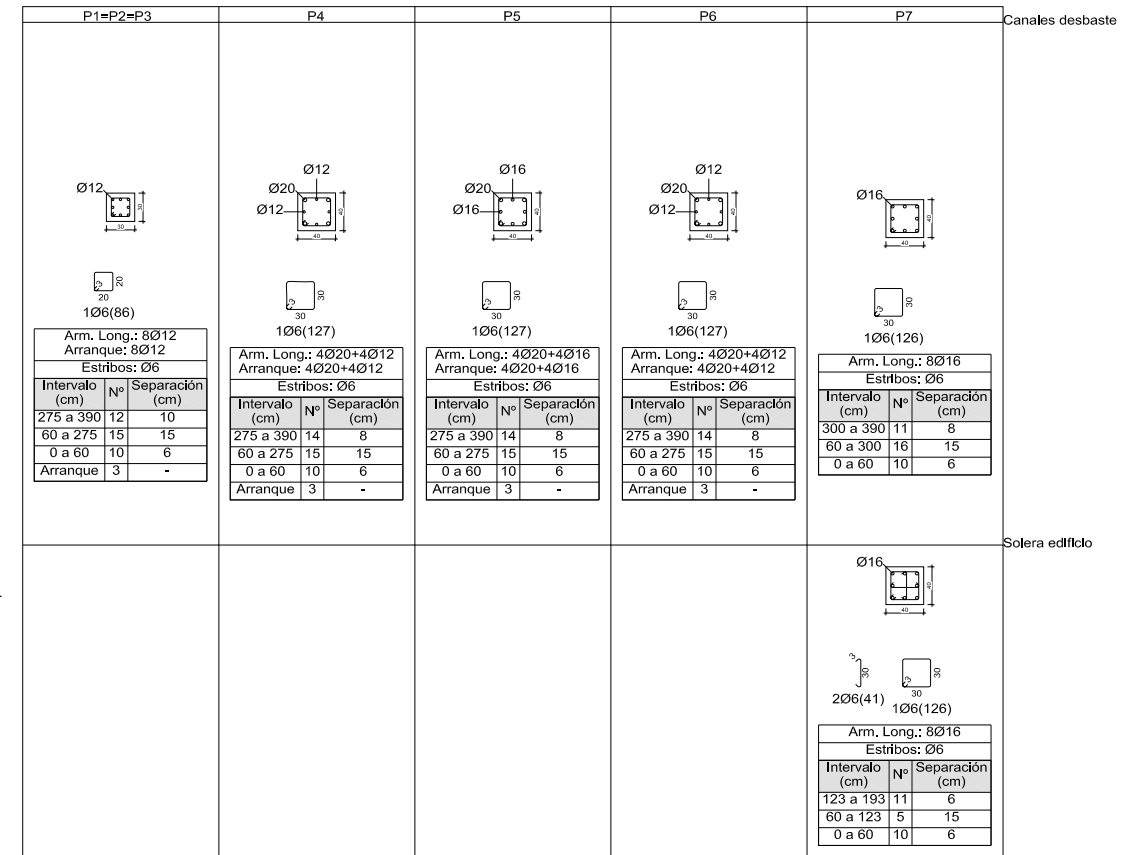 P1=P2=P3
P4
P5
P6
P7
Canales desbaste
Ø12
30
30
20
20
1Ø6(86)
Arm. Long.: 8Ø12
Arranque: 8Ø12
Estribos: Ø6
Intervalo (cm) Nº Separación (cm)
275 a 390 12 10
60 a 275 15 15
0 a 60 10 6
Arranque 3 -
Ø12
Ø20
Ø12
40
40
30
30
1Ø6(127)
Arm. Long.: 4Ø20+4Ø12
Arranque: 4Ø20+4Ø12
Estribos: Ø6
Intervalo (cm) Nº Separación (cm)
275 a 390 14 8
60 a 275 15 15
0 a 60 10 6
Arranque 3 -
Ø16
Ø20
Ø16
40
40
30
30
1Ø6(127)
Arm. Long.: 4Ø20+4Ø16
Arranque: 4Ø20+4Ø16
Estribos: Ø6
Intervalo (cm) Nº Separación (cm)
275 a 390 14 8
60 a 275 15 15
0 a 60 10 6
Arranque 3 -
Ø12
Ø20
Ø12
40
40
30
30
1Ø6(127)
Arm. Long.: 4Ø20+4Ø12
Arranque: 4Ø20+4Ø12
Estribos: Ø6
Intervalo (cm) Nº Separación (cm)
275 a 390 14 8
60 a 275 15 15
0 a 60 10 6
Arranque 3 -
Ø16
40
40
30
30
1Ø6(126)
Arm. Long.: 8Ø16
Estribos: Ø6
Intervalo (cm) Nº Separación (cm)
300 a 390 11 8
60 a 300 16 15
0 a 60 10 6
Solera edificio
Ø16
40
40
3
30
2Ø6(41)
30
30
1Ø6(126)
Arm. Long.: 8Ø16
Estribos: Ø6
Intervalo (cm) Nº Separación (cm)
123 a 193 11 6
60 a 123 5 15
0 a 60 10 6